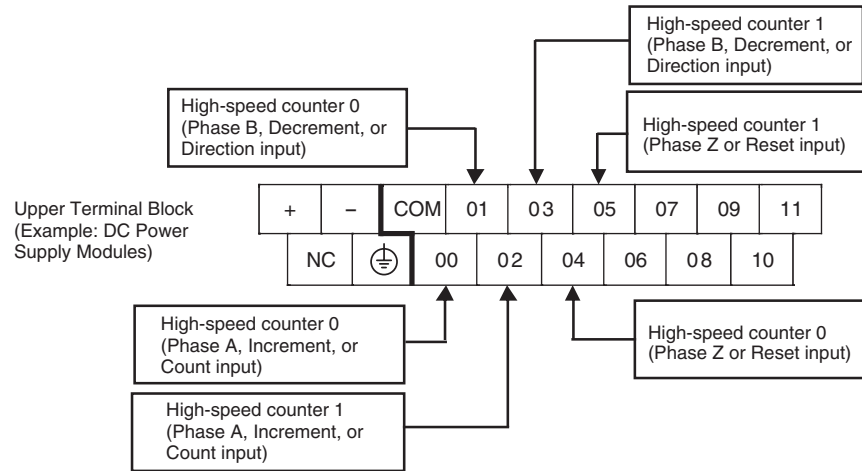 High-speed counter 1
(Phase B, Decrement, or
Direction input)
High-speed counter 0
(Phase B, Decrement, or
Direction input)
High-speed counter 1
(Phase Z or Reset input)
Upper Terminal Block
(Example: DC Power
Supply Modules)
+ − COM 01 03 05 07 09 11
NC 00 02 04 06 08 10
High-speed counter 0
(Phase A, Increment, or
Count input)
High-speed counter 0
(Phase Z or Reset input)
High-speed counter 1
(Phase A, Increment, or
Count input)